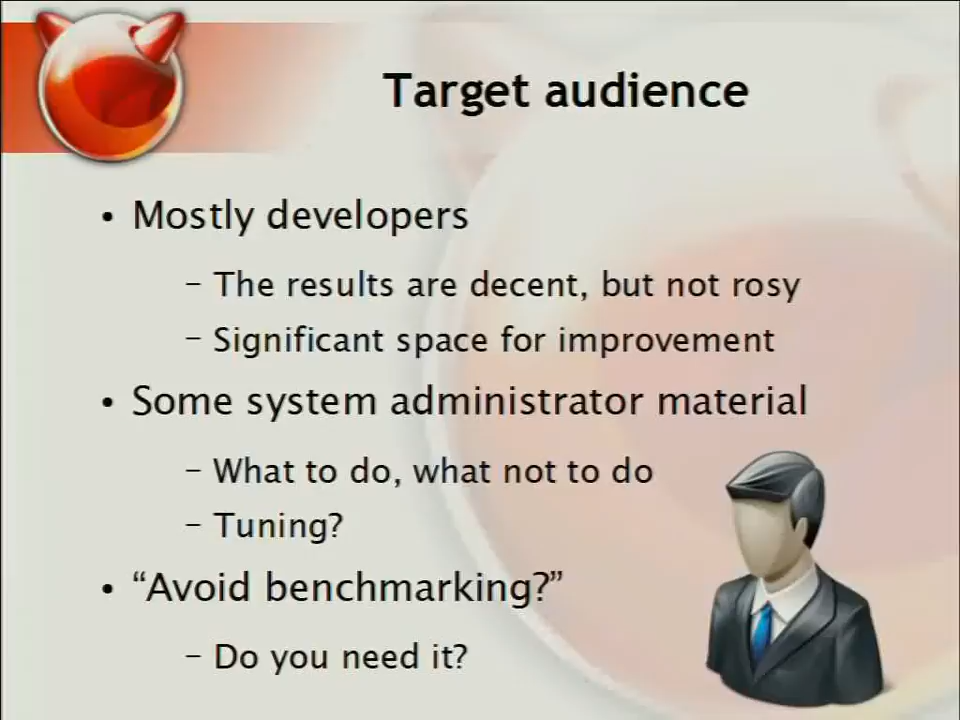 Target audience
• Mostly developers
– The results are decent, but not rosy
– Significant space for improvement
• Some system administrator material
– What to do, what not to do
– Tuning?
• “Avoid benchmarking?”
– Do you need it?